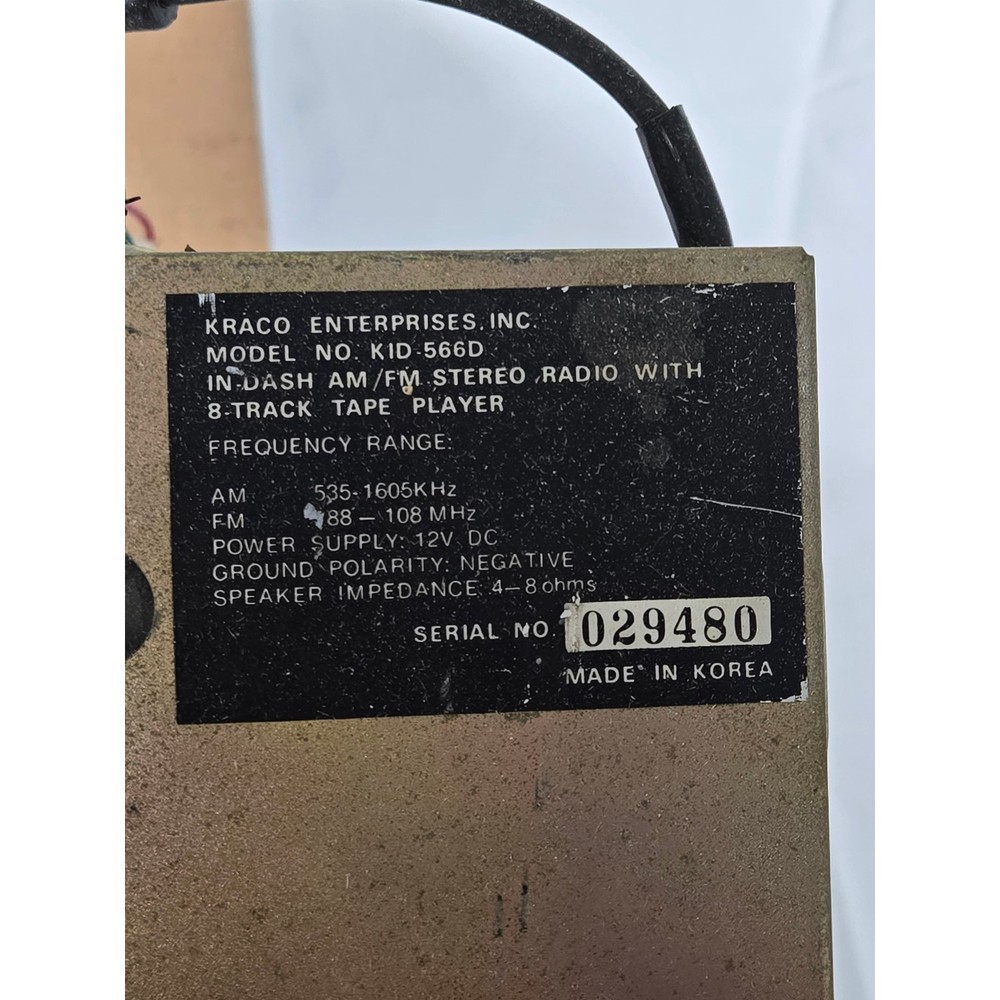 KRACO ENTERPRISES, INC.
MODEL NO. KID-566D
IN-DASH AM/FM STEREO RADIO WITH
8-TRACK TAPE PLAYER
FREQUENCY RANGE:
AM 535-1605KHz
FM 88-108MHz
POWER SUPPLY: 12V DC
GROUND POLARITY: NEGATIVE
SPEAKER IMPEDANCE: 4-8 ohms
SERIAL NO. 029480
MADE IN KOREA